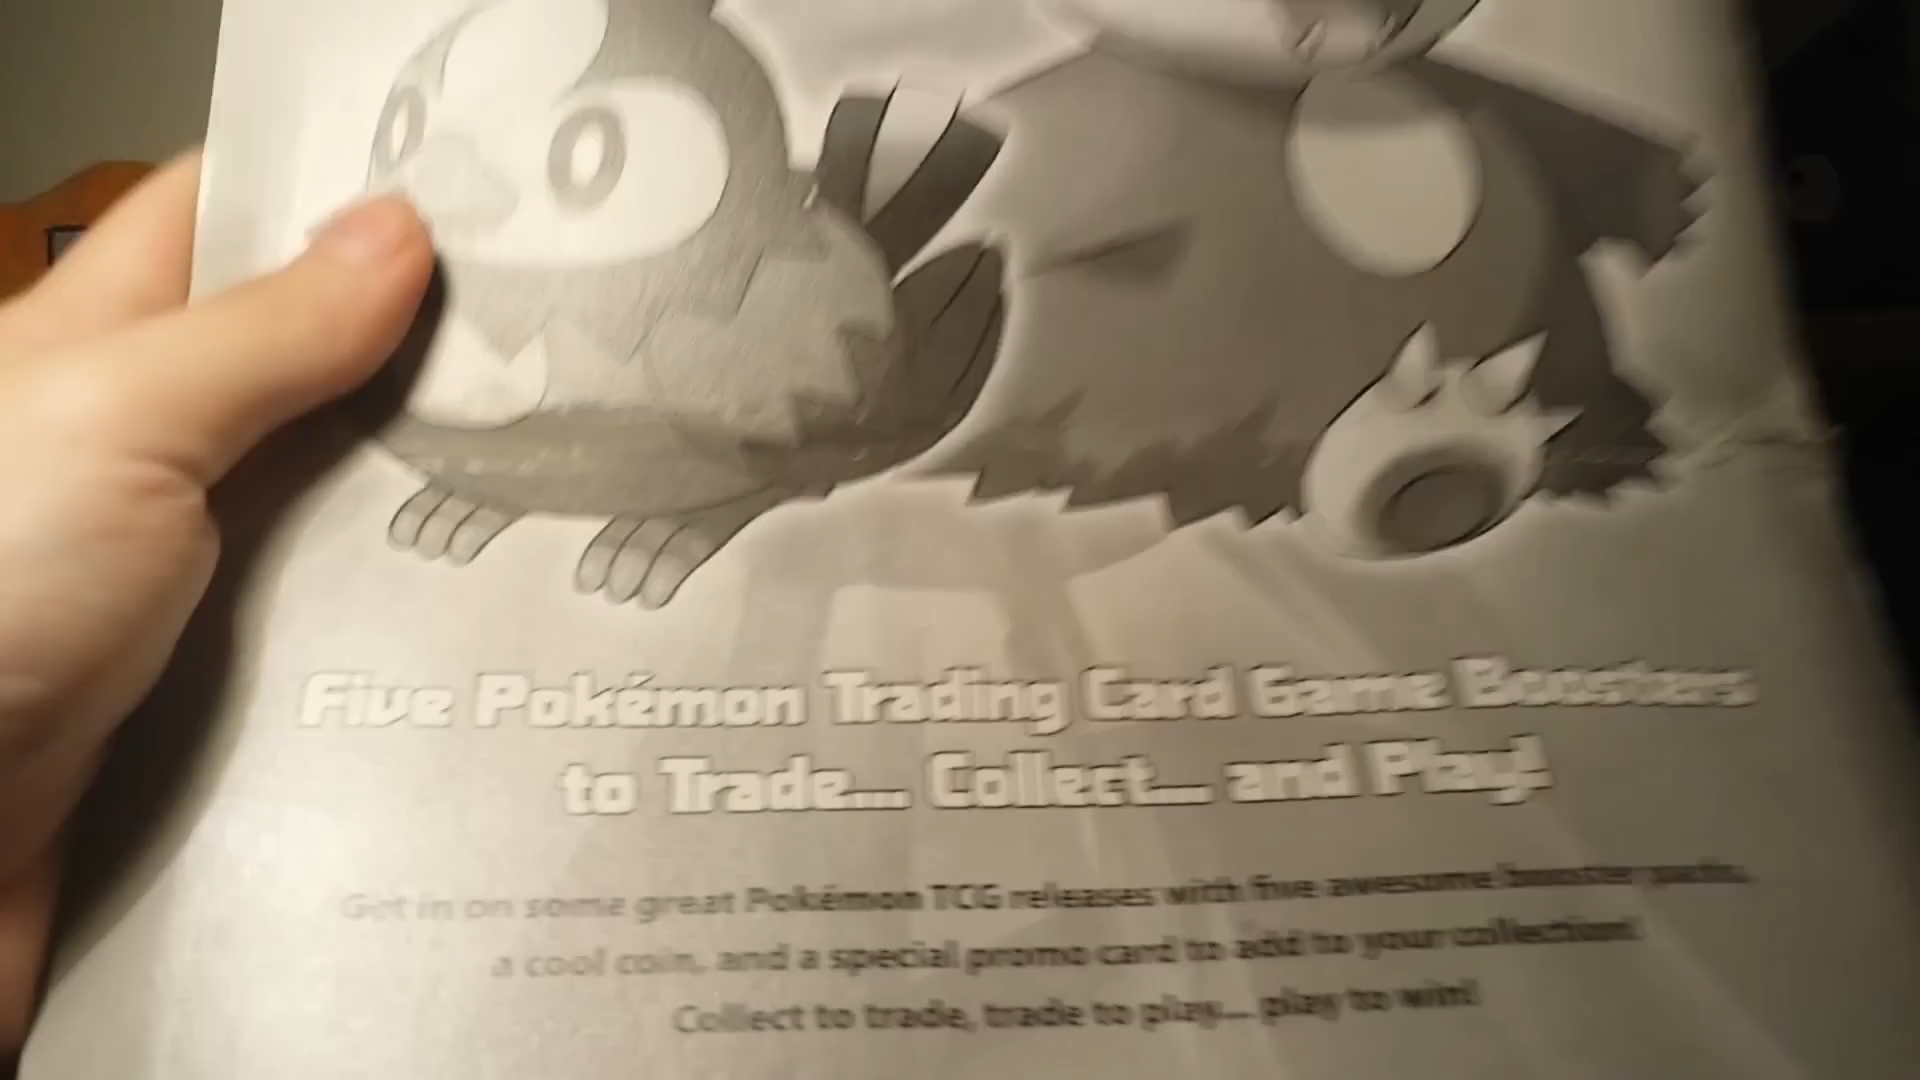 Five Pokémon Trading Card Game Boosters
to Trade... Collect... and Play!
Get in on some great Pokémon TCG releases with five awesome booster packs,
a cool coin, and a special promo card to add to your collection!
Collect to trade, trade to play... play to win!